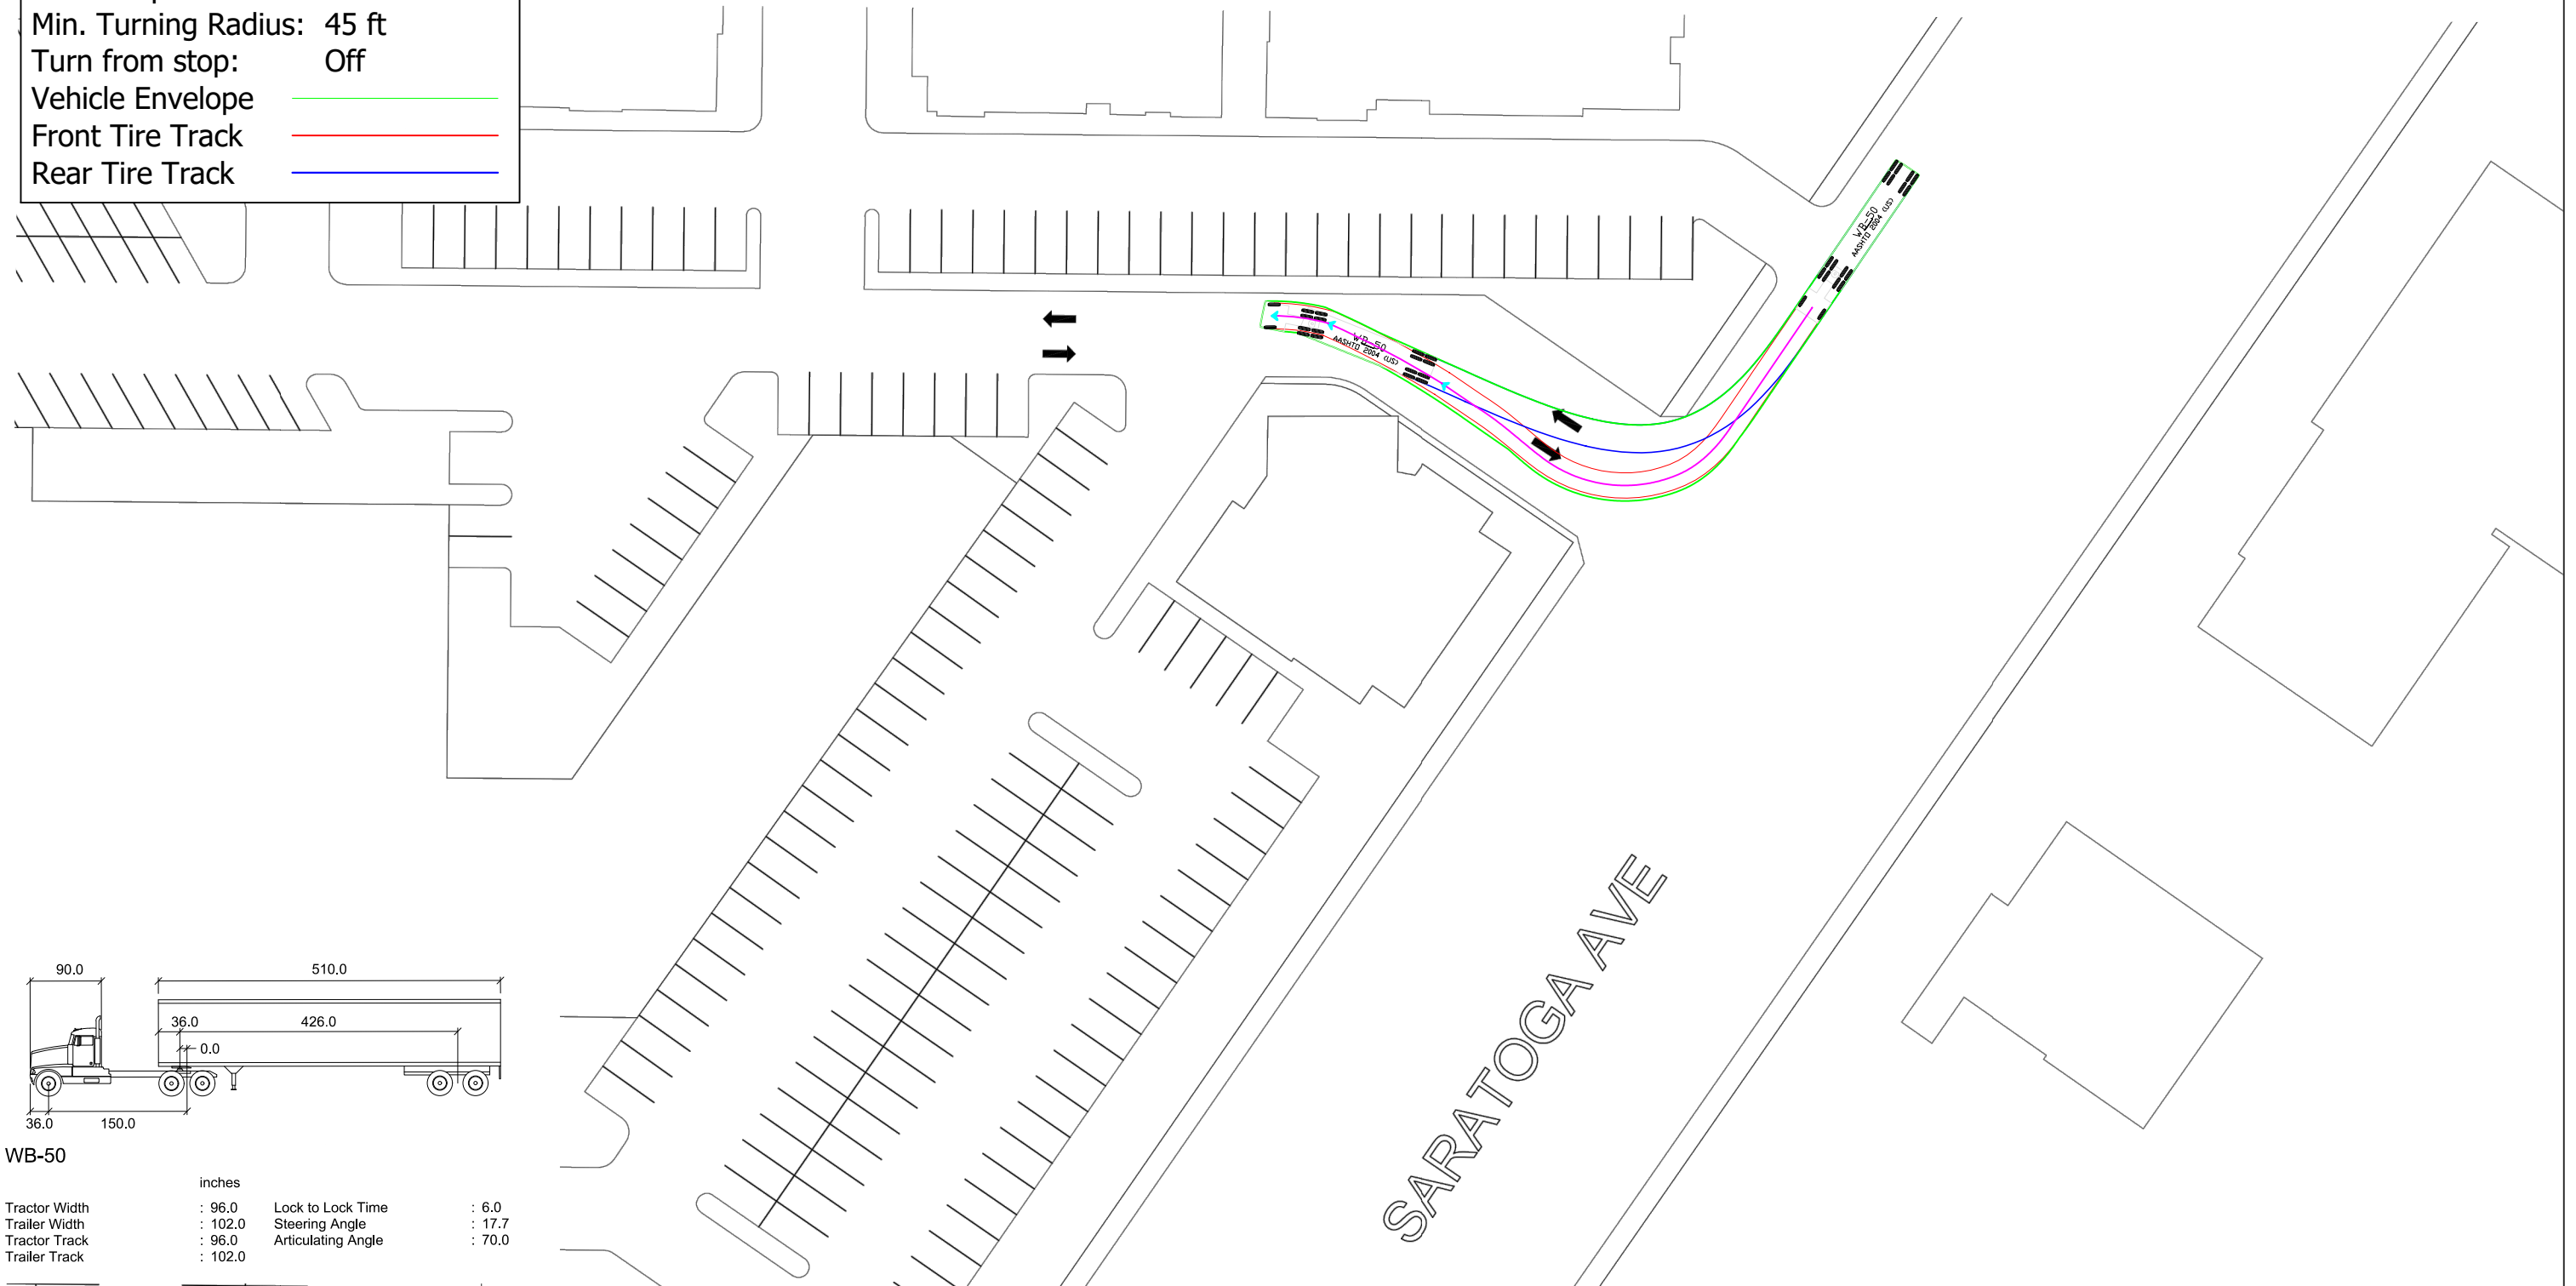 Min. Turning Radius: 45 ft
Turn from stop: Off
Vehicle Envelope
Front Tire Track
Rear Tire Track
WB-50
AASHTO 2004 (US)
WB-50
AASHTO 2004 (US)
SARATOGA AVE
90.0 510.0
36.0 426.0
0.0
36.0 150.0
WB-50
inches
Tractor Width : 96.0 Lock to Lock Time : 6.0
Trailer Width : 102.0 Steering Angle : 17.7
Tractor Track : 96.0 Articulating Angle : 70.0
Trailer Track : 102.0